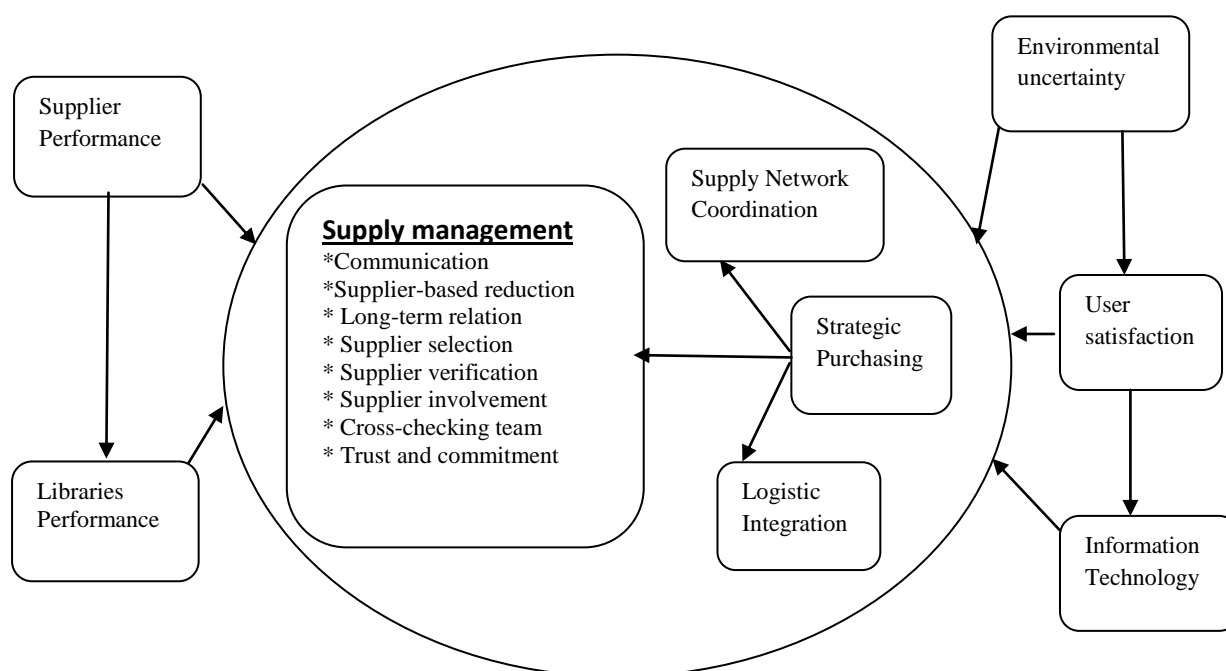 Supplier
Performance
Libraries
Performance
Supply management
*Communication
*Supplier-based reduction
* Long-term relation
* Supplier selection
* Supplier verification
* Supplier involvement
* Cross-checking team
* Trust and commitment
Supply Network
Coordination
Strategic
Purchasing
Logistic
Integration
Environmental
uncertainty
User
satisfaction
Information
Technology